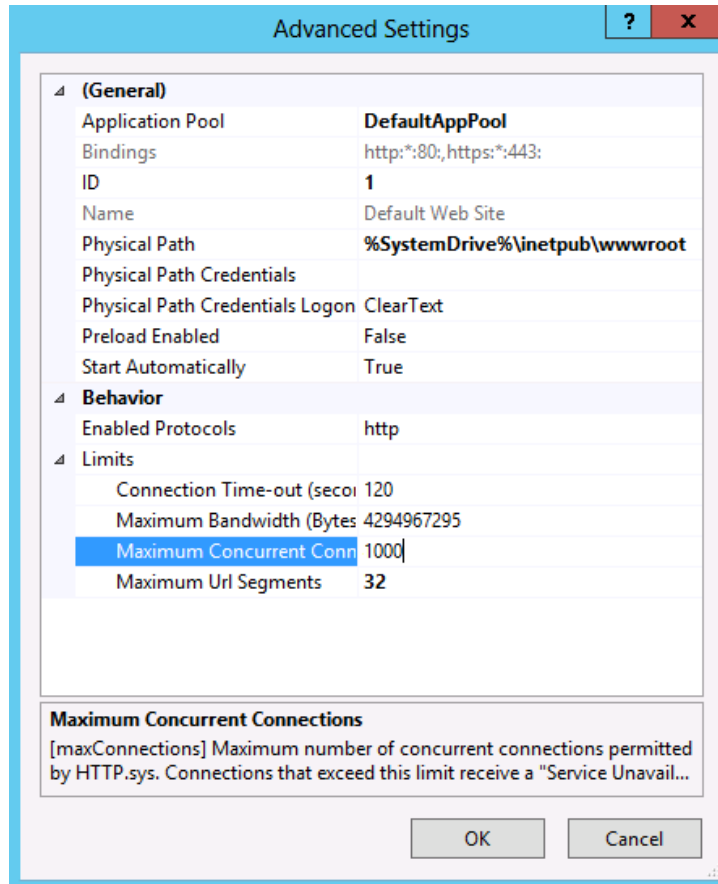 Advanced Settings
?
x
(General)
Application Pool DefaultAppPool
Bindings http:*:80:,https:*:443:
ID 1
Name Default Web Site
Physical Path %SystemDrive%\inetpub\wwwroot
Physical Path Credentials
Physical Path Credentials Logon ClearText
Preload Enabled False
Start Automatically True
Behavior
Enabled Protocols http
Limits
Connection Time-out (secon 120
Maximum Bandwidth (Bytes 4294967295
Maximum Concurrent Conn 1000
Maximum Url Segments 32
Maximum Concurrent Connections
[maxConnections] Maximum number of concurrent connections permitted
by HTTP.sys. Connections that exceed this limit receive a "Service Unavail...
OK Cancel